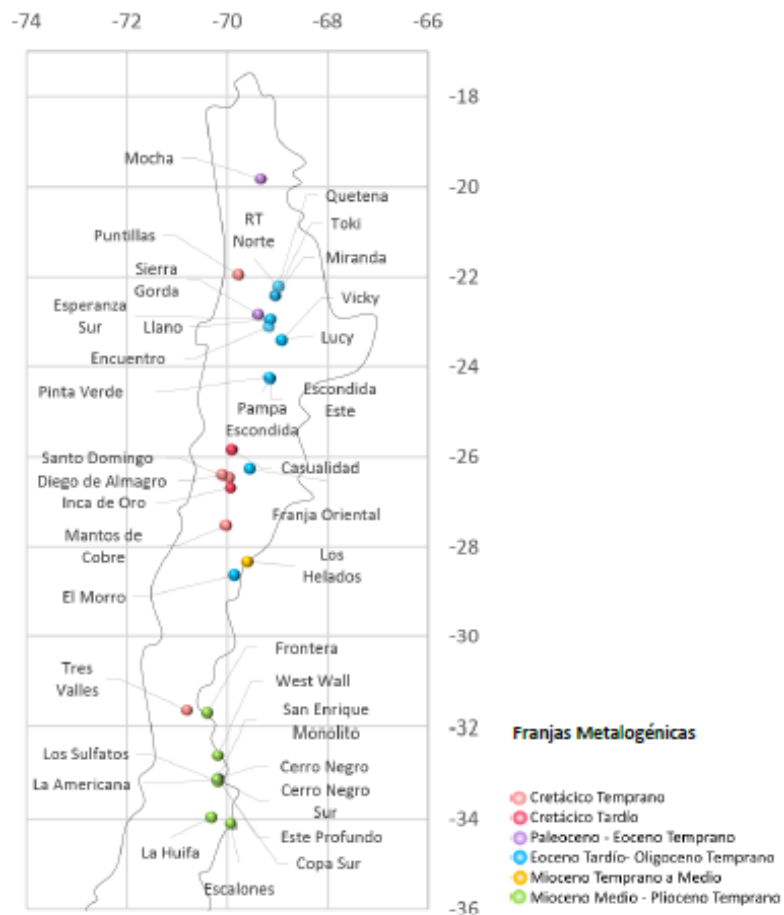 -74 -72 -70 -68 -66
-18
Mocha
-20
Quetena
RT
Norte
Toki
Puntillas
Miranda
-22
Sierra
Gorda
Esperanza
Sur
Vicky
Llano
Lucy
Encuentro
-24
Pinta Verde
Escondida
Este
Pampa
Escondida
-26
Santo Domingo
Casualidad
Diego de Almagro
Inca de Oro
Franja Oriental
Mantos de
Cobre
-28
Los
Helados
El Morro
-30
Frontera
Tres
Valles
West Wall
San Enrique
Monolito
-32
Los Sulfatos
Cerro Negro
La Americana
Cerro Negro
Sur
-34
Este Profundo
La Huifa
Copa Sur
Escalones
-36
Franjas Metalogénicas
Cretácico Temprano
Cretácico Tardío
Paleoceno - Eoceno Temprano
Eoceno Tardío- Oligoceno Temprano
Mioceno Temprano a Medio
Mioceno Medio - Plioceno Temprano